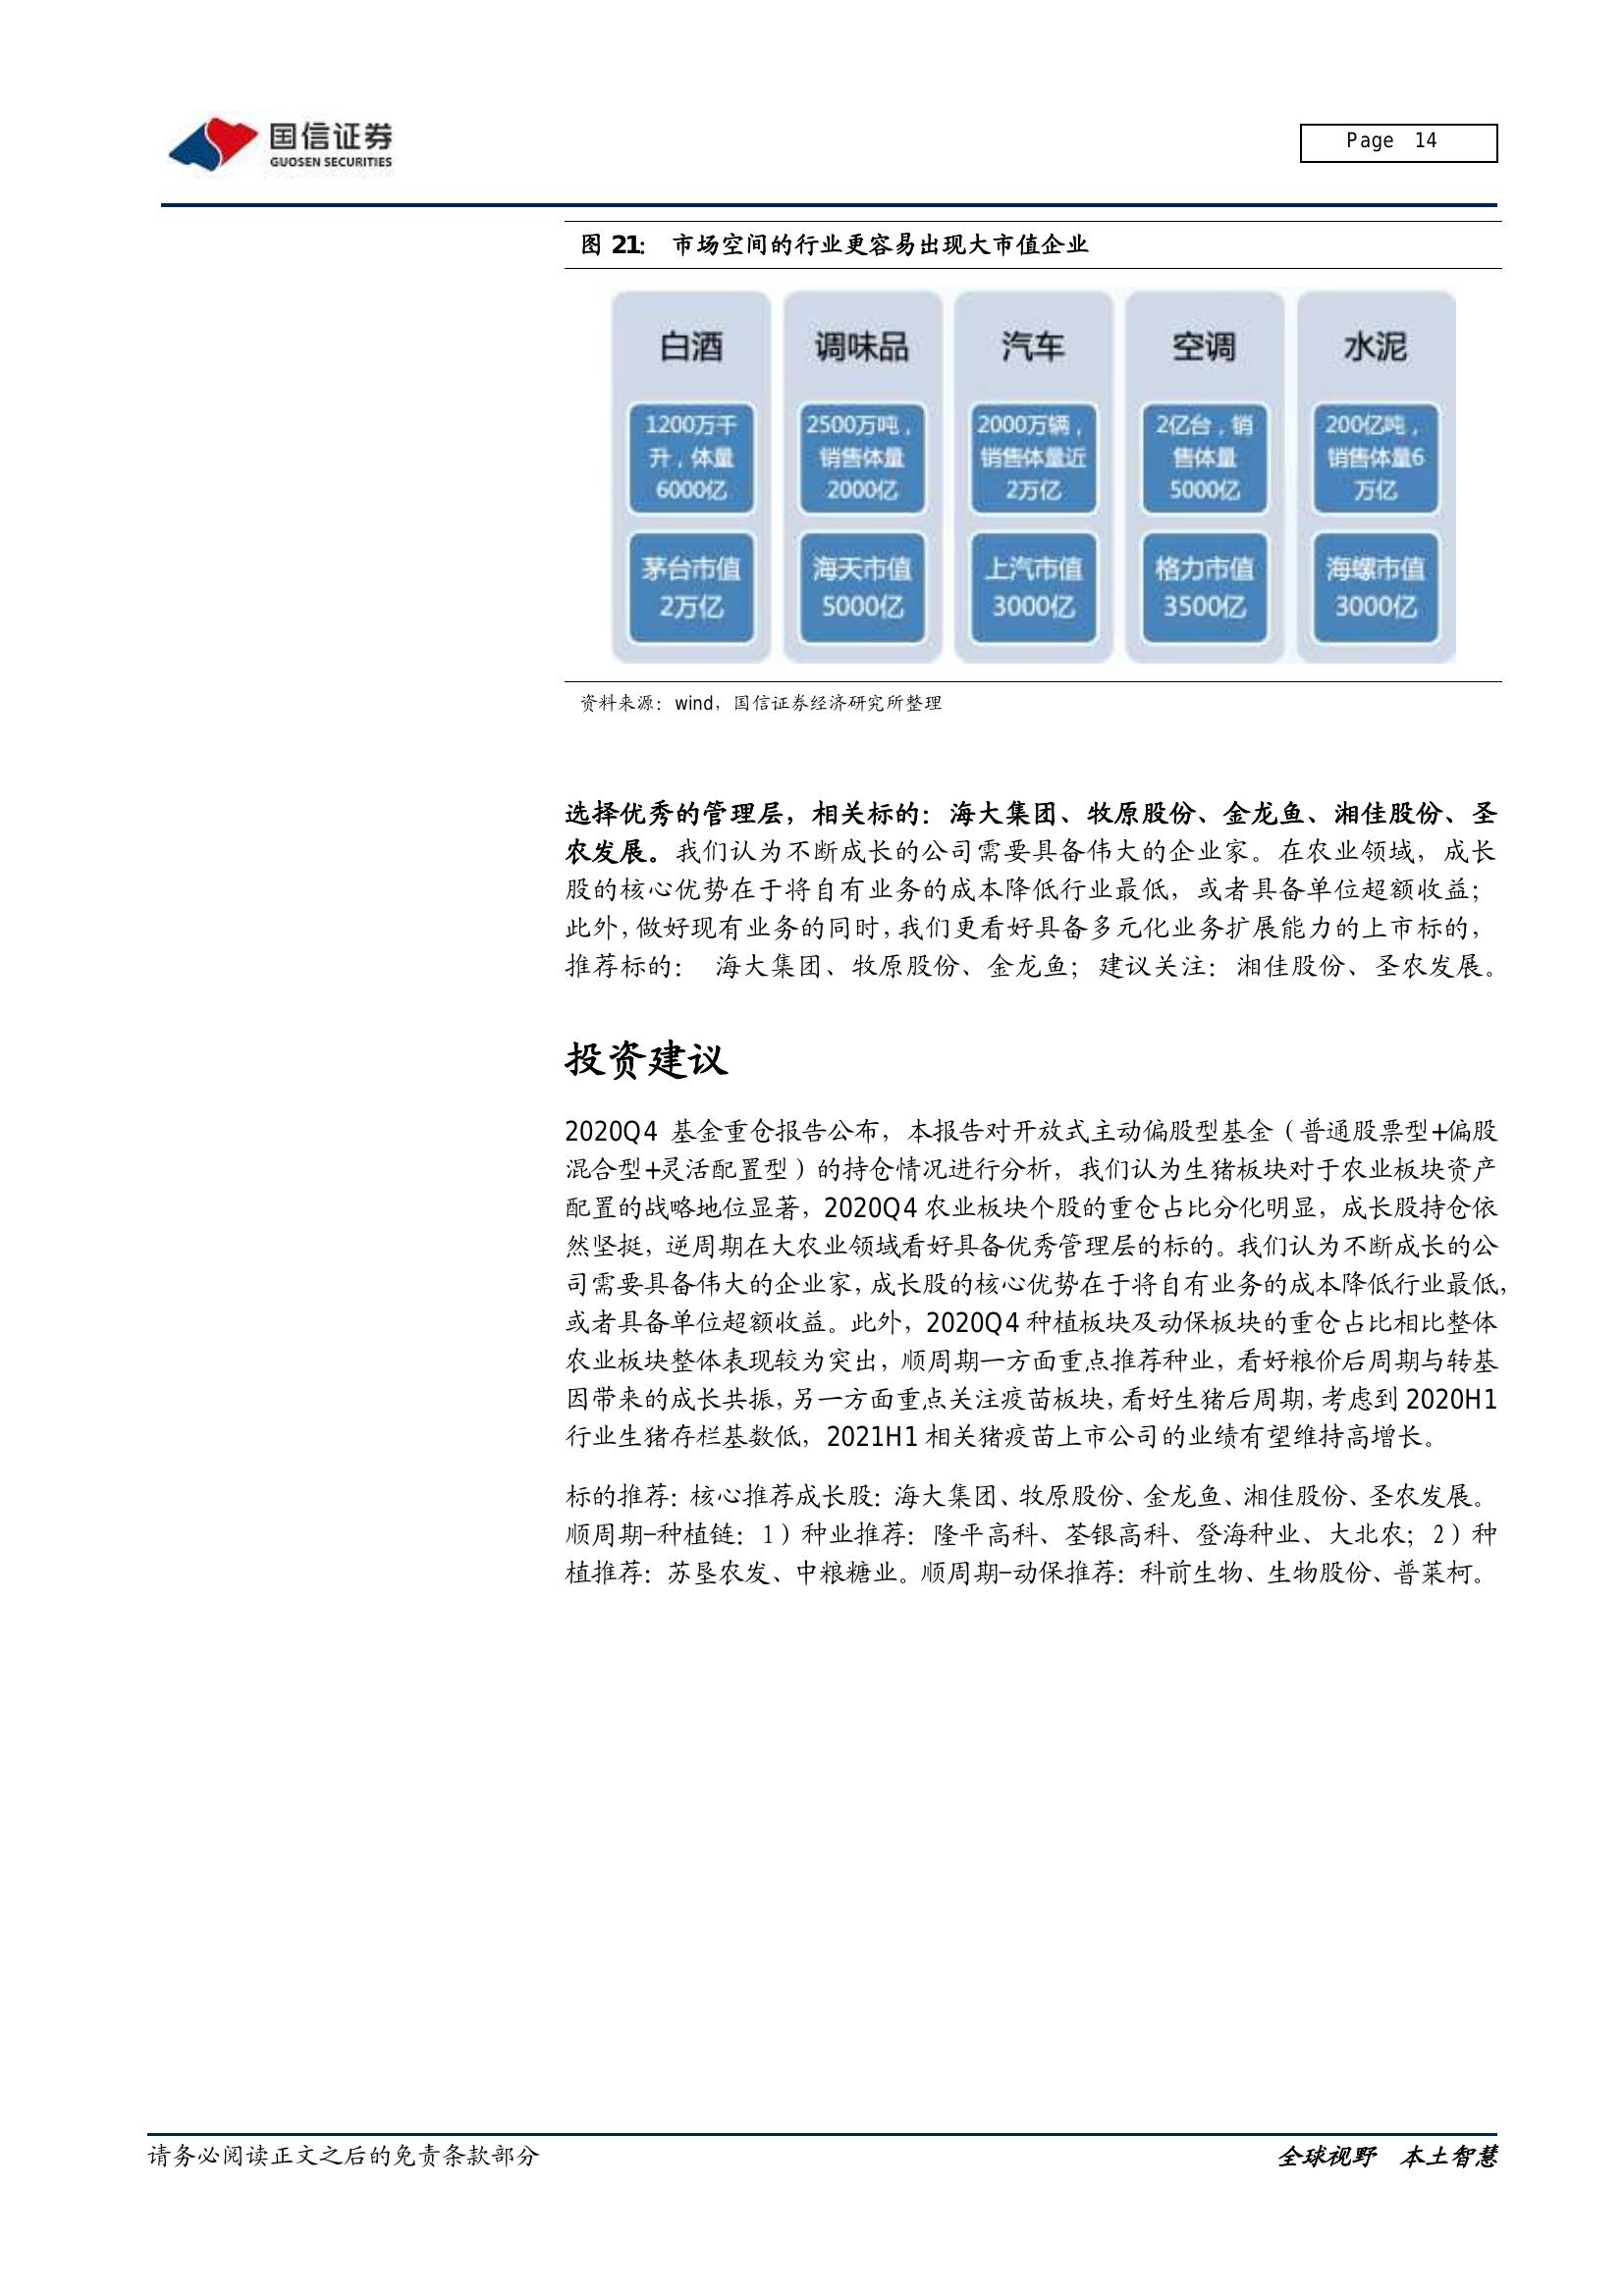 国信证券
GUOSEN SECURITIES
Page 14
图 21： 市场空间的行业更容易出现大市值企业
白酒
1200万千
升，体量
6000亿
茅台市值
2万亿
调味品
2500万吨，
销售体量
2000亿
海天市值
5000亿
汽车
2000万辆，
销售体量近
2万亿
上汽市值
3000亿
空调
2亿台，销
售体量
5000亿
格力市值
3500亿
水泥
200亿吨，
销售体量6
万亿
海螺市值
3000亿
资料来源：wind，国信证券经济研究所整理
选择优秀的管理层，相关标的：海大集团、牧原股份、金龙鱼、湘佳股份、圣
农发展。我们认为不断成长的公司需要具备伟大的企业家。在农业领域，成长
股的核心优势在于将自有业务的成本降低行业最低，或者具备单位超额收益；
此外，做好现有业务的同时，我们更看好具备多元化业务扩展能力的上市标的，
推荐标的： 海大集团、牧原股份、金龙鱼；建议关注：湘佳股份、圣农发展。
投资建议
2020Q4 基金重仓报告公布，本报告对开放式主动偏股型基金（普通股票型+偏股
混合型+灵活配置型）的持仓情况进行分析，我们认为生猪板块对于农业板块资产
配置的战略地位显著，2020Q4 农业板块个股的重仓占比分化明显，成长股持仓依
然坚挺，逆周期在大农业领域看好具备优秀管理层的标的。我们认为不断成长的公
司需要具备伟大的企业家，成长股的核心优势在于将自有业务的成本降低行业最低，
或者具备单位超额收益。此外，2020Q4 种植板块及动保板块的重仓占比相比整体
农业板块整体表现较为突出，顺周期一方面重点推荐种业，看好粮价后周期与转基
因带来的成长共振，另一方面重点关注疫苗板块，看好生猪后周期，考虑到 2020H1
行业生猪存栏基数低，2021H1 相关猪疫苗上市公司的业绩有望维持高增长。
标的推荐：核心推荐成长股：海大集团、牧原股份、金龙鱼、湘佳股份、圣农发展。
顺周期-种植链：1）种业推荐：隆平高科、荃银高科、登海种业、大北农；2）种
植推荐：苏垦农发、中粮糖业。顺周期-动保推荐：科前生物、生物股份、普莱柯。
请务必阅读正文之后的免责条款部分
全球视野 本土智慧